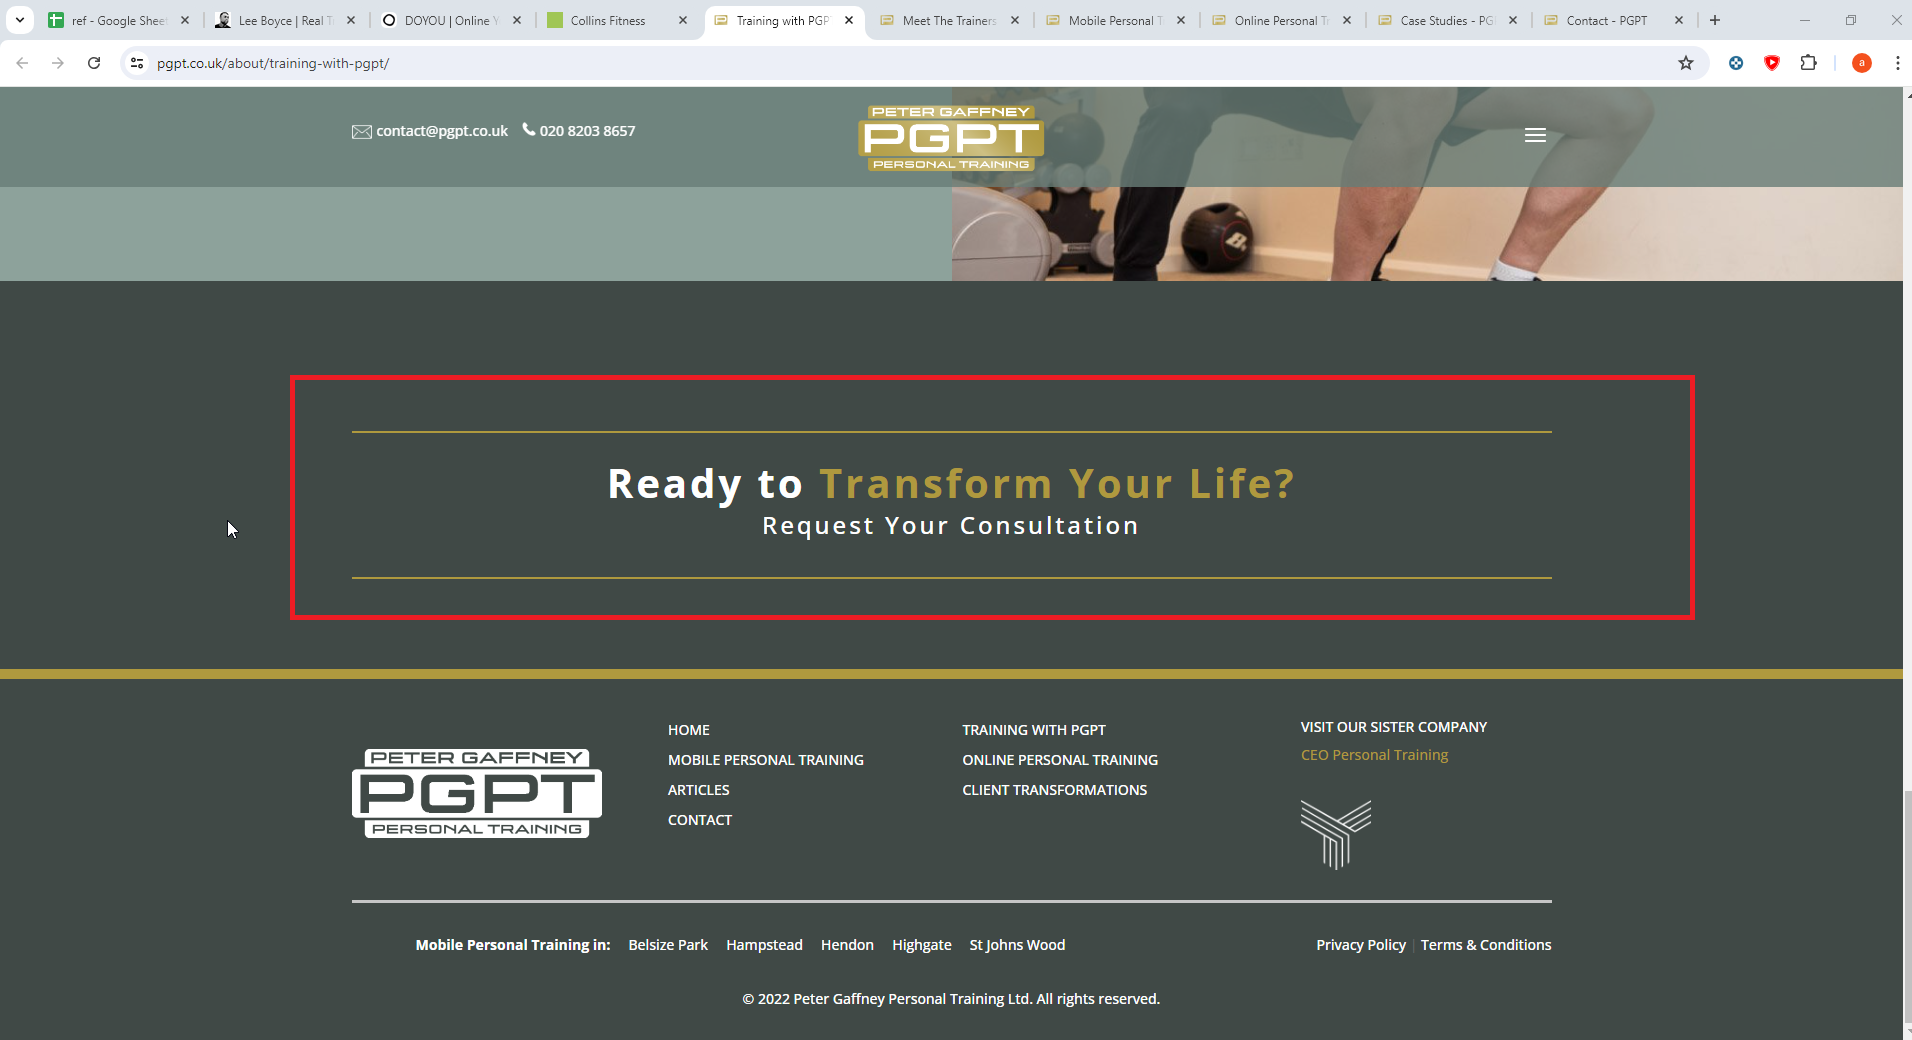 ref - Google Shee
Lee Boyce | Real T
DOYOU | Online Y
Collins Fitness
Training with PGP
Meet The Trainers
Mobile Personal T
Online Personal Tr
Case Studies - PG
Contact - PGPT
pgpt.co.uk/about/training-with-pgpt/
a
contact@pgpt.co.uk 020 8203 8657
PETER GAFFNEY
PGPT
PERSONAL TRAINING
Ready to Transform Your Life?
Request Your Consultation
PETER GAFFNEY
PGPT
PERSONAL TRAINING
HOME
MOBILE PERSONAL TRAINING
ARTICLES
CONTACT
TRAINING WITH PGPT
ONLINE PERSONAL TRAINING
CLIENT TRANSFORMATIONS
VISIT OUR SISTER COMPANY
CEO Personal Training
Mobile Personal Training in: Belsize Park Hampstead Hendon Highgate St Johns Wood
Privacy Policy | Terms & Conditions
© 2022 Peter Gaffney Personal Training Ltd. All rights reserved.